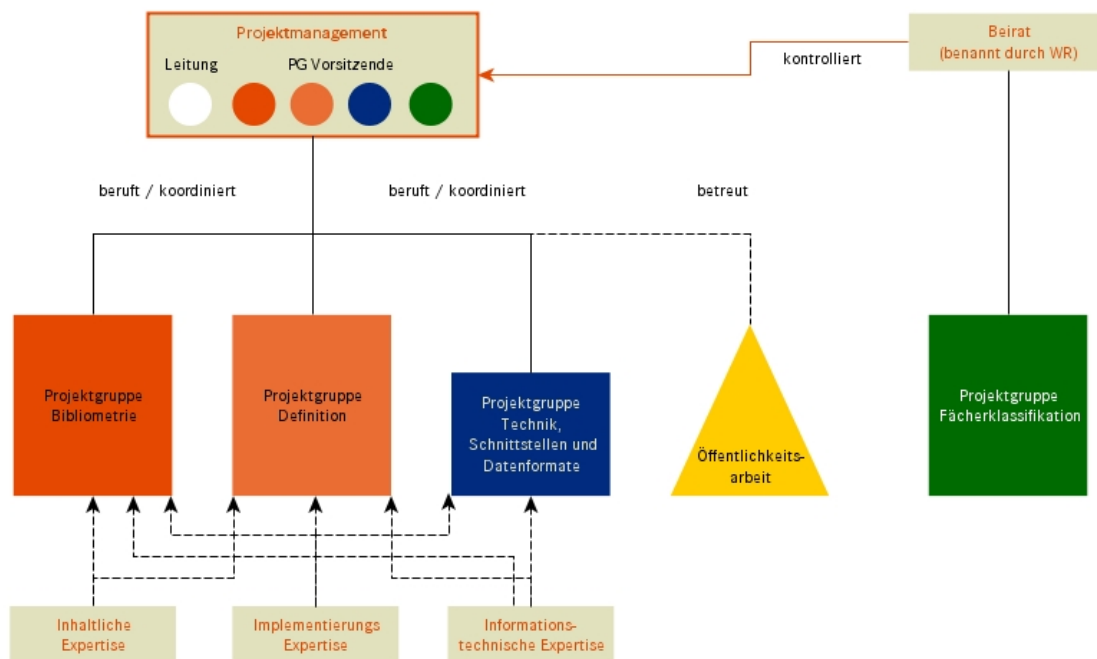 Projektmanagement
Leitung
PG Vorsitzende
kontrolliert
Beirat
(benannt durch WR)
beruft / koordiniert
beruft / koordiniert
betreut
Projektgruppe
Bibliometrie
Projektgruppe
Definition
Projektgruppe
Technik,
Schnittstellen und
Datenformate
Öffentlichkeits-
arbeit
Projektgruppe
Fächerklassifikation
Inhaltliche
Expertise
Implementierungs
Expertise
Informations-
technische Expertise